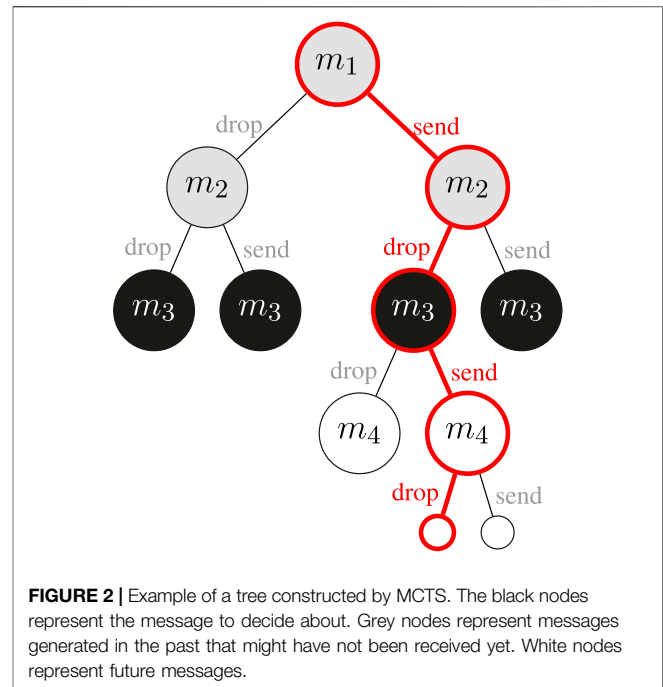 m1
drop
send
m2
m2
drop
send
drop
send
m3
m3
m3
m3
drop
send
m4
m4
drop
send
FIGURE 2 | Example of a tree constructed by MCTS. The black nodes
represent the message to decide about. Grey nodes represent messages
generated in the past that might have not been received yet. White nodes
represent future messages.